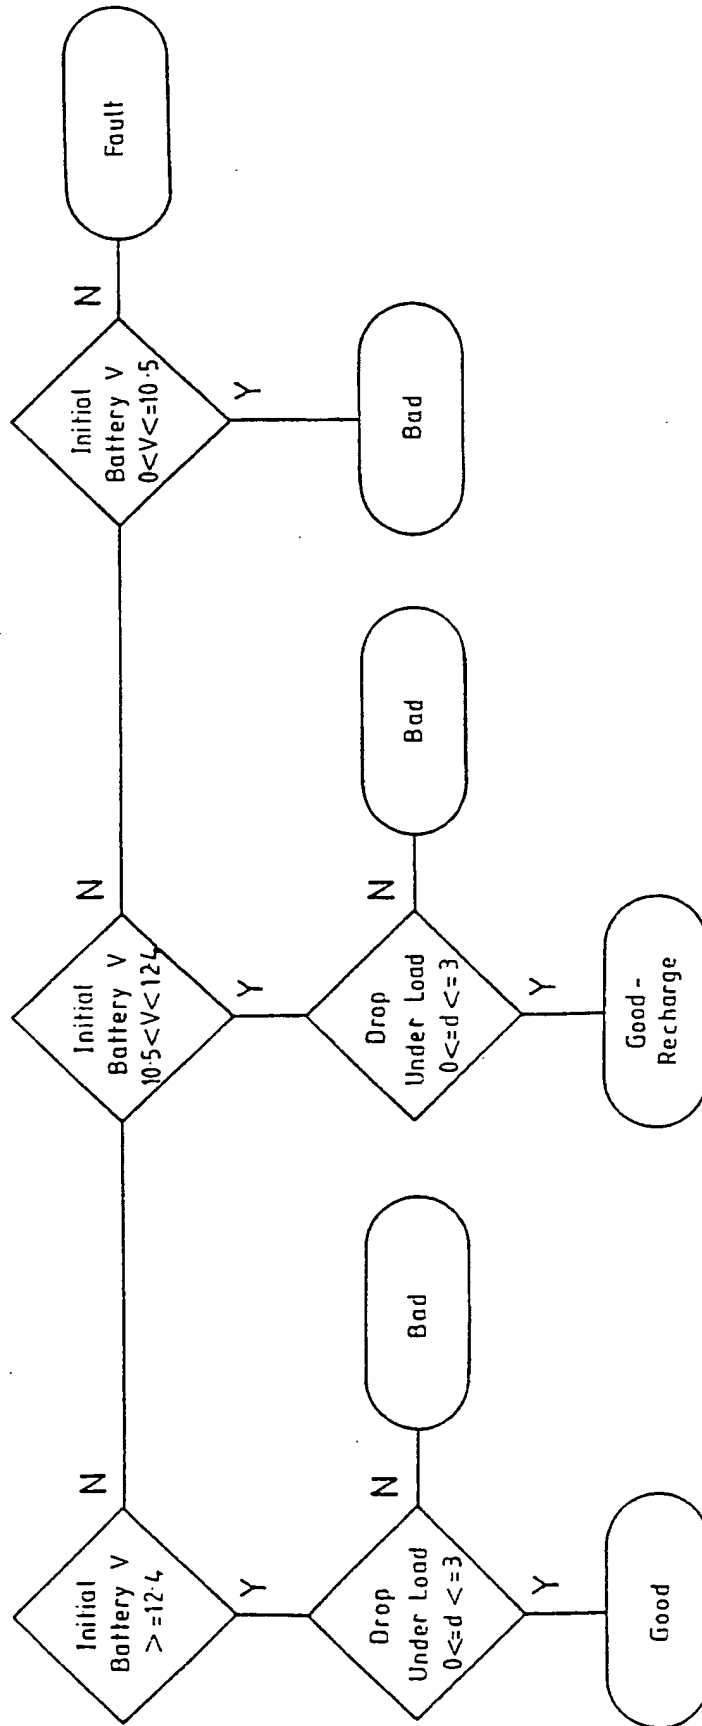 Initial
Battery V
>=12·4
N
Y
Drop
Under Load
0<=d <=3
N
Bad
Y
Good
Initial
Battery V
10·5<V<12·4
N
Y
Drop
Under Load
0<=d <=3
N
Bad
Y
Good-
Recharge
Initial
Battery V
0<V<=10·5
N
Fault
Y
Bad